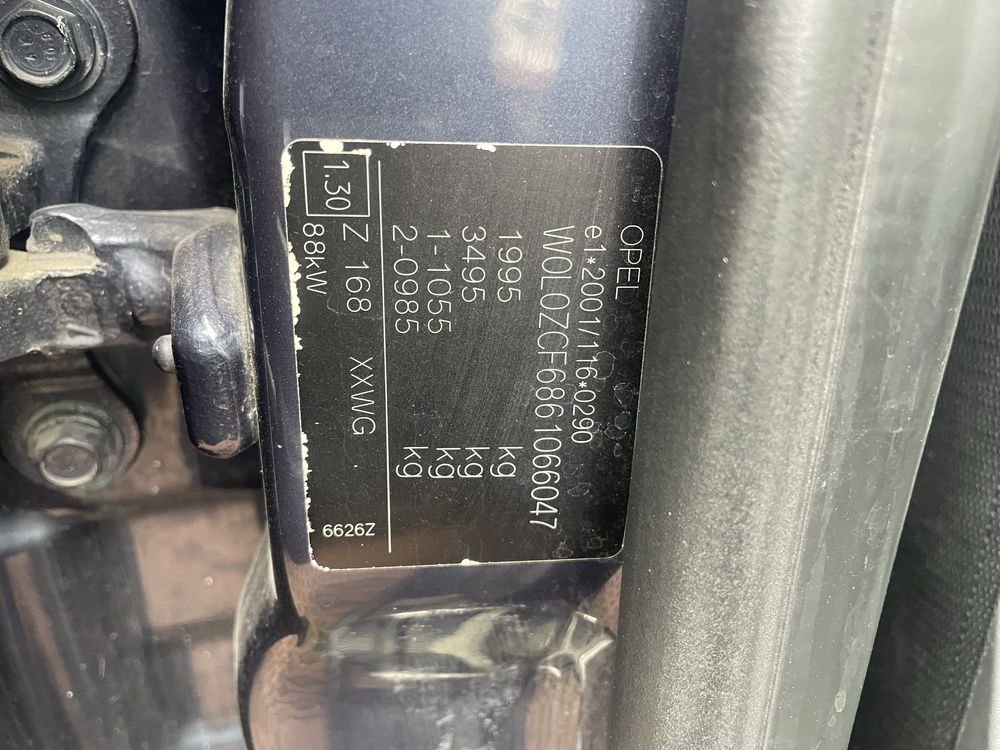 OPEL
e1*2001/116*0290
W0L0ZCF6861066047
1995 kg
3495 kg
1-1055 kg
2-0985 kg
1.30 Z 168 XXWG
88kW
6626Z